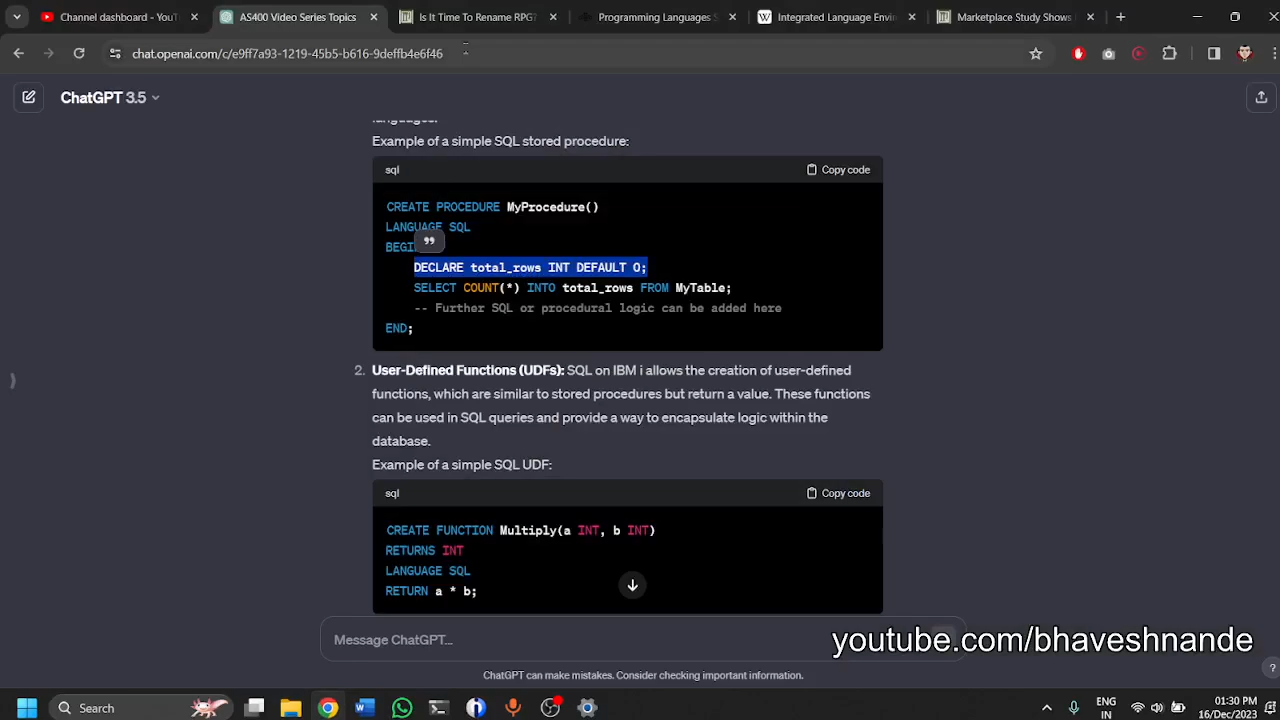 Channel dashboard - YouT
AS400 Video Series Topics
Is It Time To Rename RPG
Programming Languages S
Integrated Language Envi
Marketplace Study Shows
chat.openai.com/c/e9ff7a93-1219-45b5-b616-9deffb4e6f46
ChatGPT 3.5
languages.
Example of a simple SQL stored procedure:
sql
Copy code
CREATE PROCEDURE MyProcedure()
LANGUAGE SQL
BEGI
DECLARE total_rows INT DEFAULT 0;
SELECT COUNT(*) INTO total_rows FROM MyTable;
-- Further SQL or procedural logic can be added here
END;
2. User-Defined Functions (UDFs): SQL on IBM i allows the creation of user-defined
functions, which are similar to stored procedures but return a value. These functions
can be used in SQL queries and provide a way to encapsulate logic within the
database.
Example of a simple SQL UDF:
sql
Copy code
CREATE FUNCTION Multiply(a INT, b INT)
RETURNS INT
LANGUAGE SQL
RETURN a * b;
Message ChatGPT...
youtube.com/bhaveshnande
ChatGPT can make mistakes. Consider checking important information.
?
Search
ENG
IN
01:30 PM
16/Dec/2023